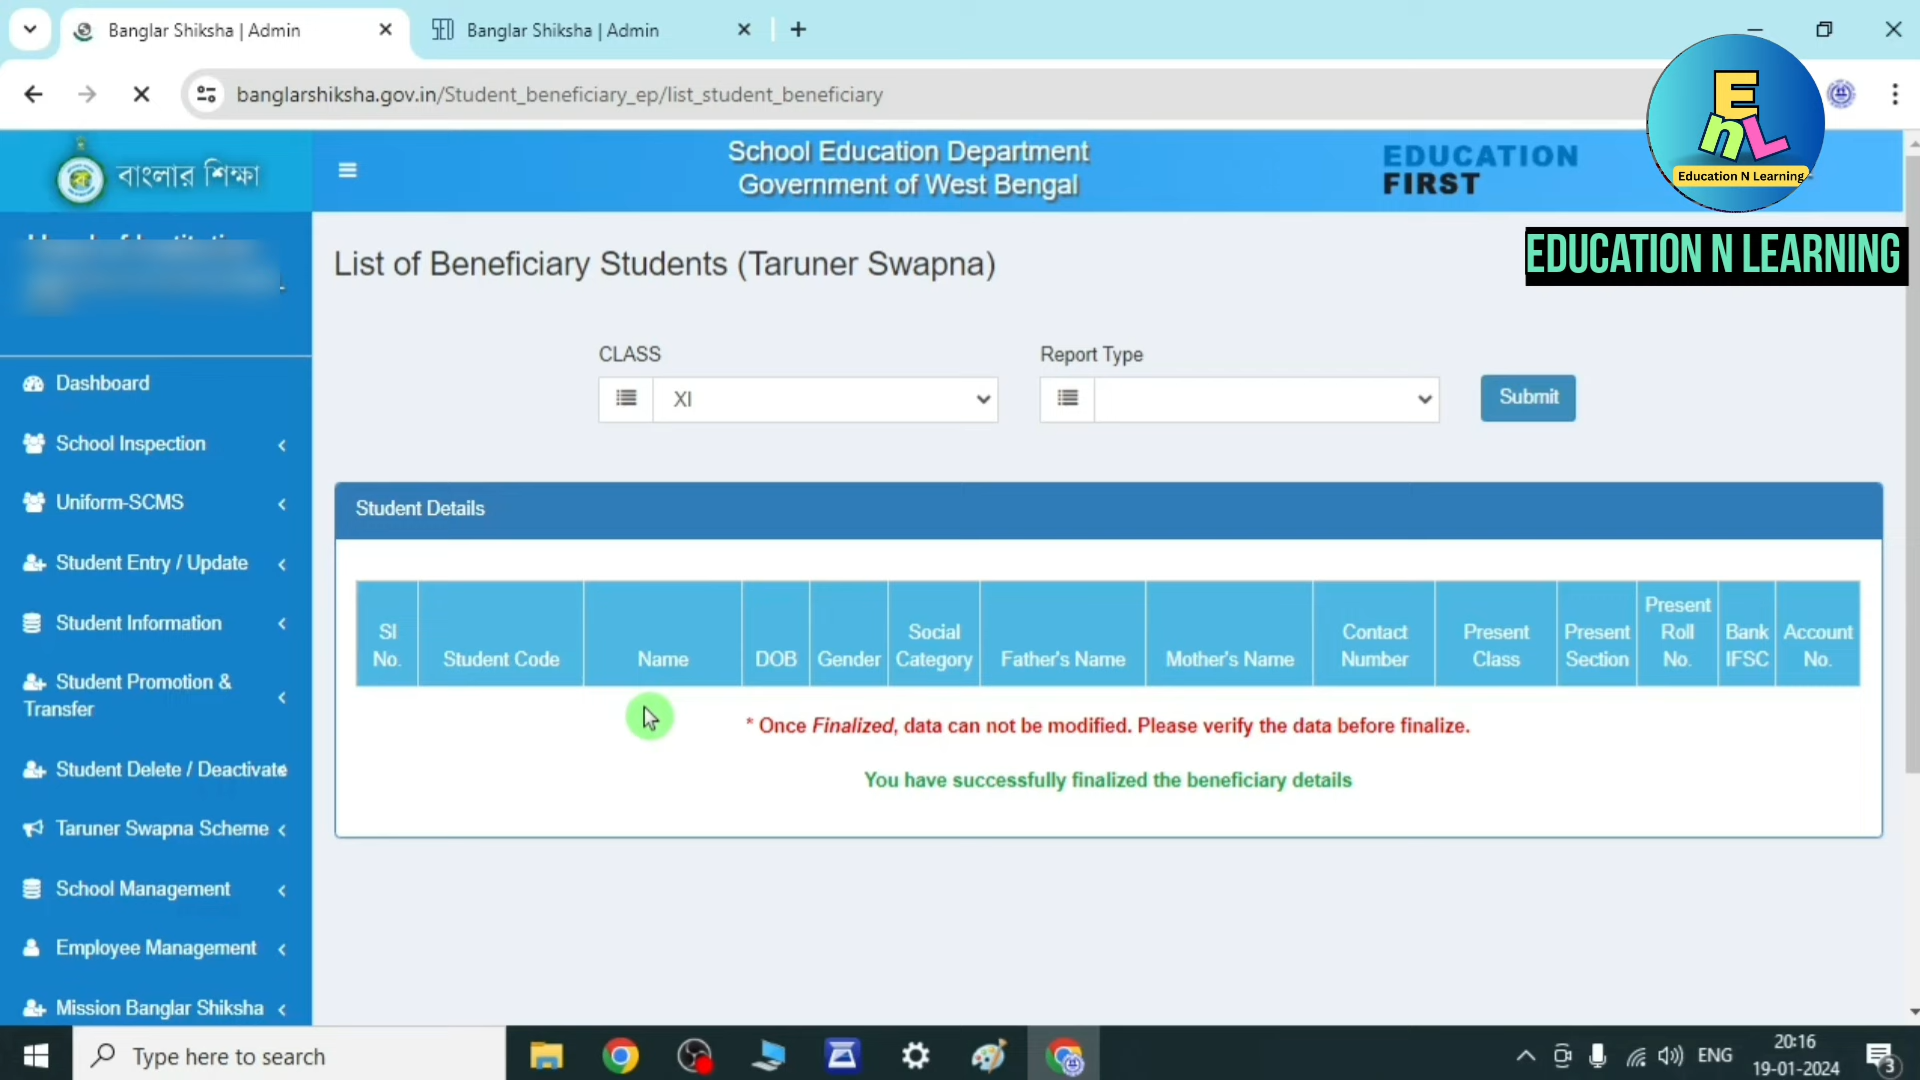 Banglar Shiksha | Admin
Banglar Shiksha | Admin
banglarshiksha.gov.in/Student_beneficiary_ep/list_student_beneficiary
E
nL
Education N Learning
EDUCATION N LEARNING
বাংলার শিক্ষা
School Education Department
Government of West Bengal
EDUCATION
FIRST
Dashboard
School Inspection
Uniform-SCMS
Student Entry / Update
Student Information
Student Promotion &
Transfer
Student Delete / Deactivate
Taruner Swapna Scheme
School Management
Employee Management
Mission Banglar Shiksha
List of Beneficiary Students (Taruner Swapna)
CLASS
Report Type
XI
Submit
Student Details
Sl No.
Student Code
Name
DOB
Gender
Social Category
Father's Name
Mother's Name
Contact Number
Present Class
Present Section
Present Roll No.
Bank IFSC
Account No.
* Once Finalized, data can not be modified. Please verify the data before finalize.
You have successfully finalized the beneficiary details
Type here to search
ENG
20:16
19-01-2024
3